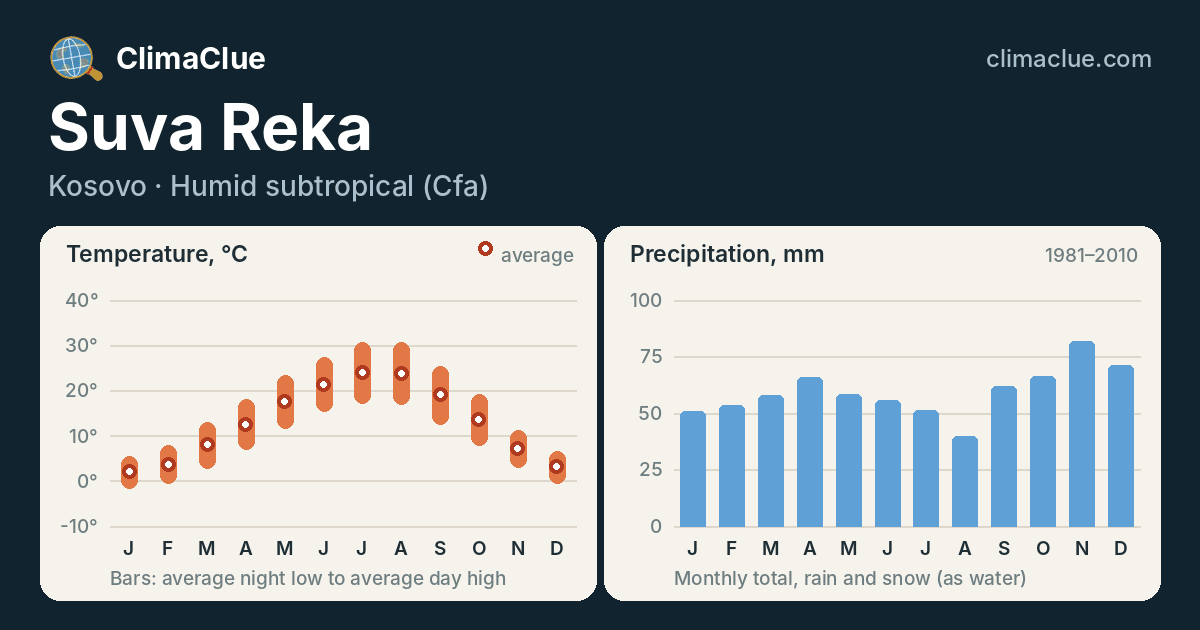 ClimaClue
climaclue.com
Suva Reka
Kosovo · Humid subtropical (Cfa)
Temperature, °C
average
40°
30°
20°
10°
0°
-10°
J F M A M J J A S O N D
Bars: average night low to average day high
Precipitation, mm
1981–2010
100
75
50
25
0
J F M A M J J A S O N D
Monthly total, rain and snow (as water)